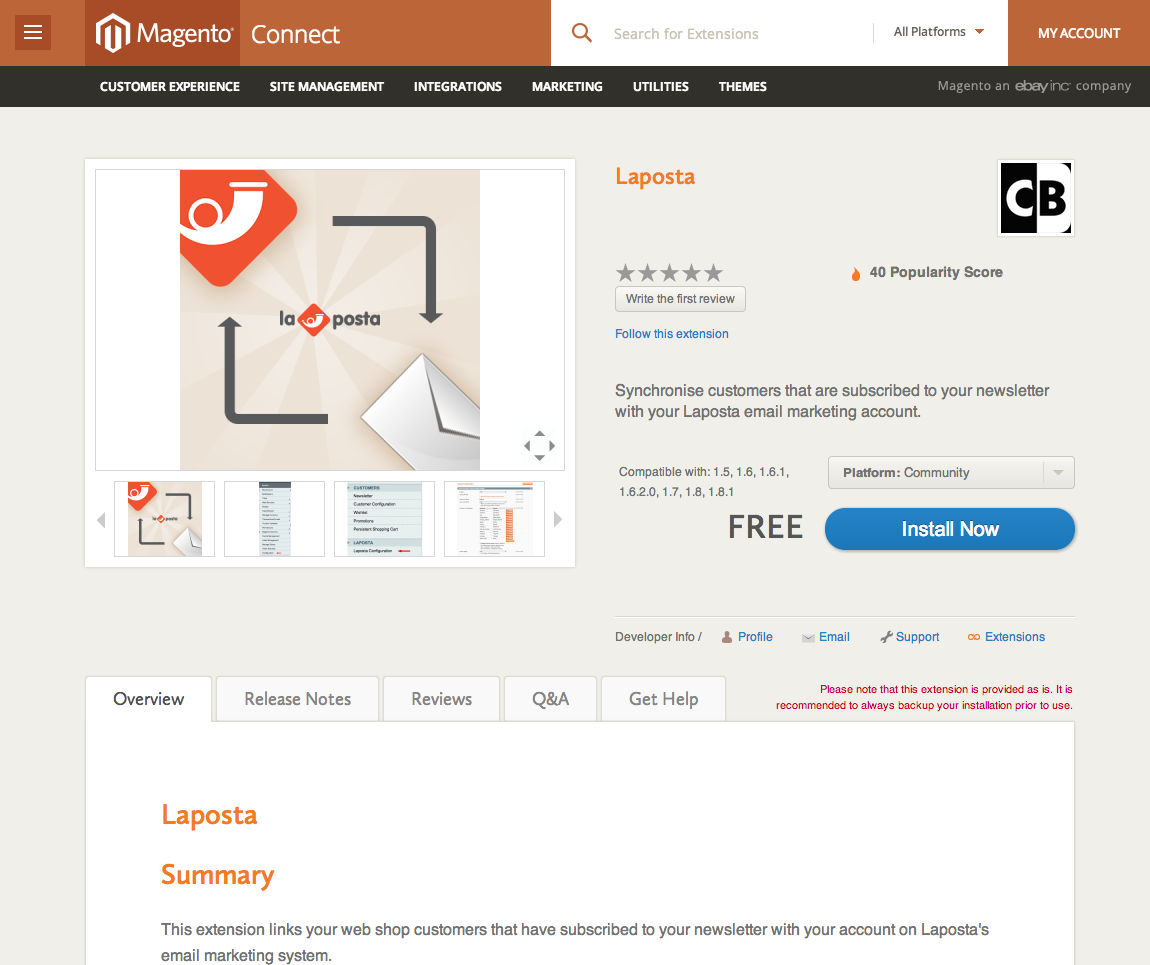 Magento Connect
Search for Extensions
All Platforms
MY ACCOUNT
CUSTOMER EXPERIENCE
SITE MANAGEMENT
INTEGRATIONS
MARKETING
UTILITIES
THEMES
Magento an ebay inc company
la posta
CUSTOMERS
Newsletter
Customer Configuration
Wishlist
Promotions
Persistent Shopping Cart
LAPOSTA
Laposta Configuration
Laposta
CB
40 Popularity Score
Write the first review
Follow this extension
Synchronise customers that are subscribed to your newsletter
with your Laposta email marketing account.
Compatible with: 1.5, 1.6, 1.6.1,
1.6.2.0, 1.7, 1.8, 1.8.1
Platform: Community
FREE
Install Now
Developer Info /
Profile
Email
Support
Extensions
Overview
Release Notes
Reviews
Q&A
Get Help
Please note that this extension is provided as is. It is
recommended to always backup your installation prior to use.
Laposta
Summary
This extension links your web shop customers that have subscribed to your newsletter with your account on Laposta's
email marketing system.